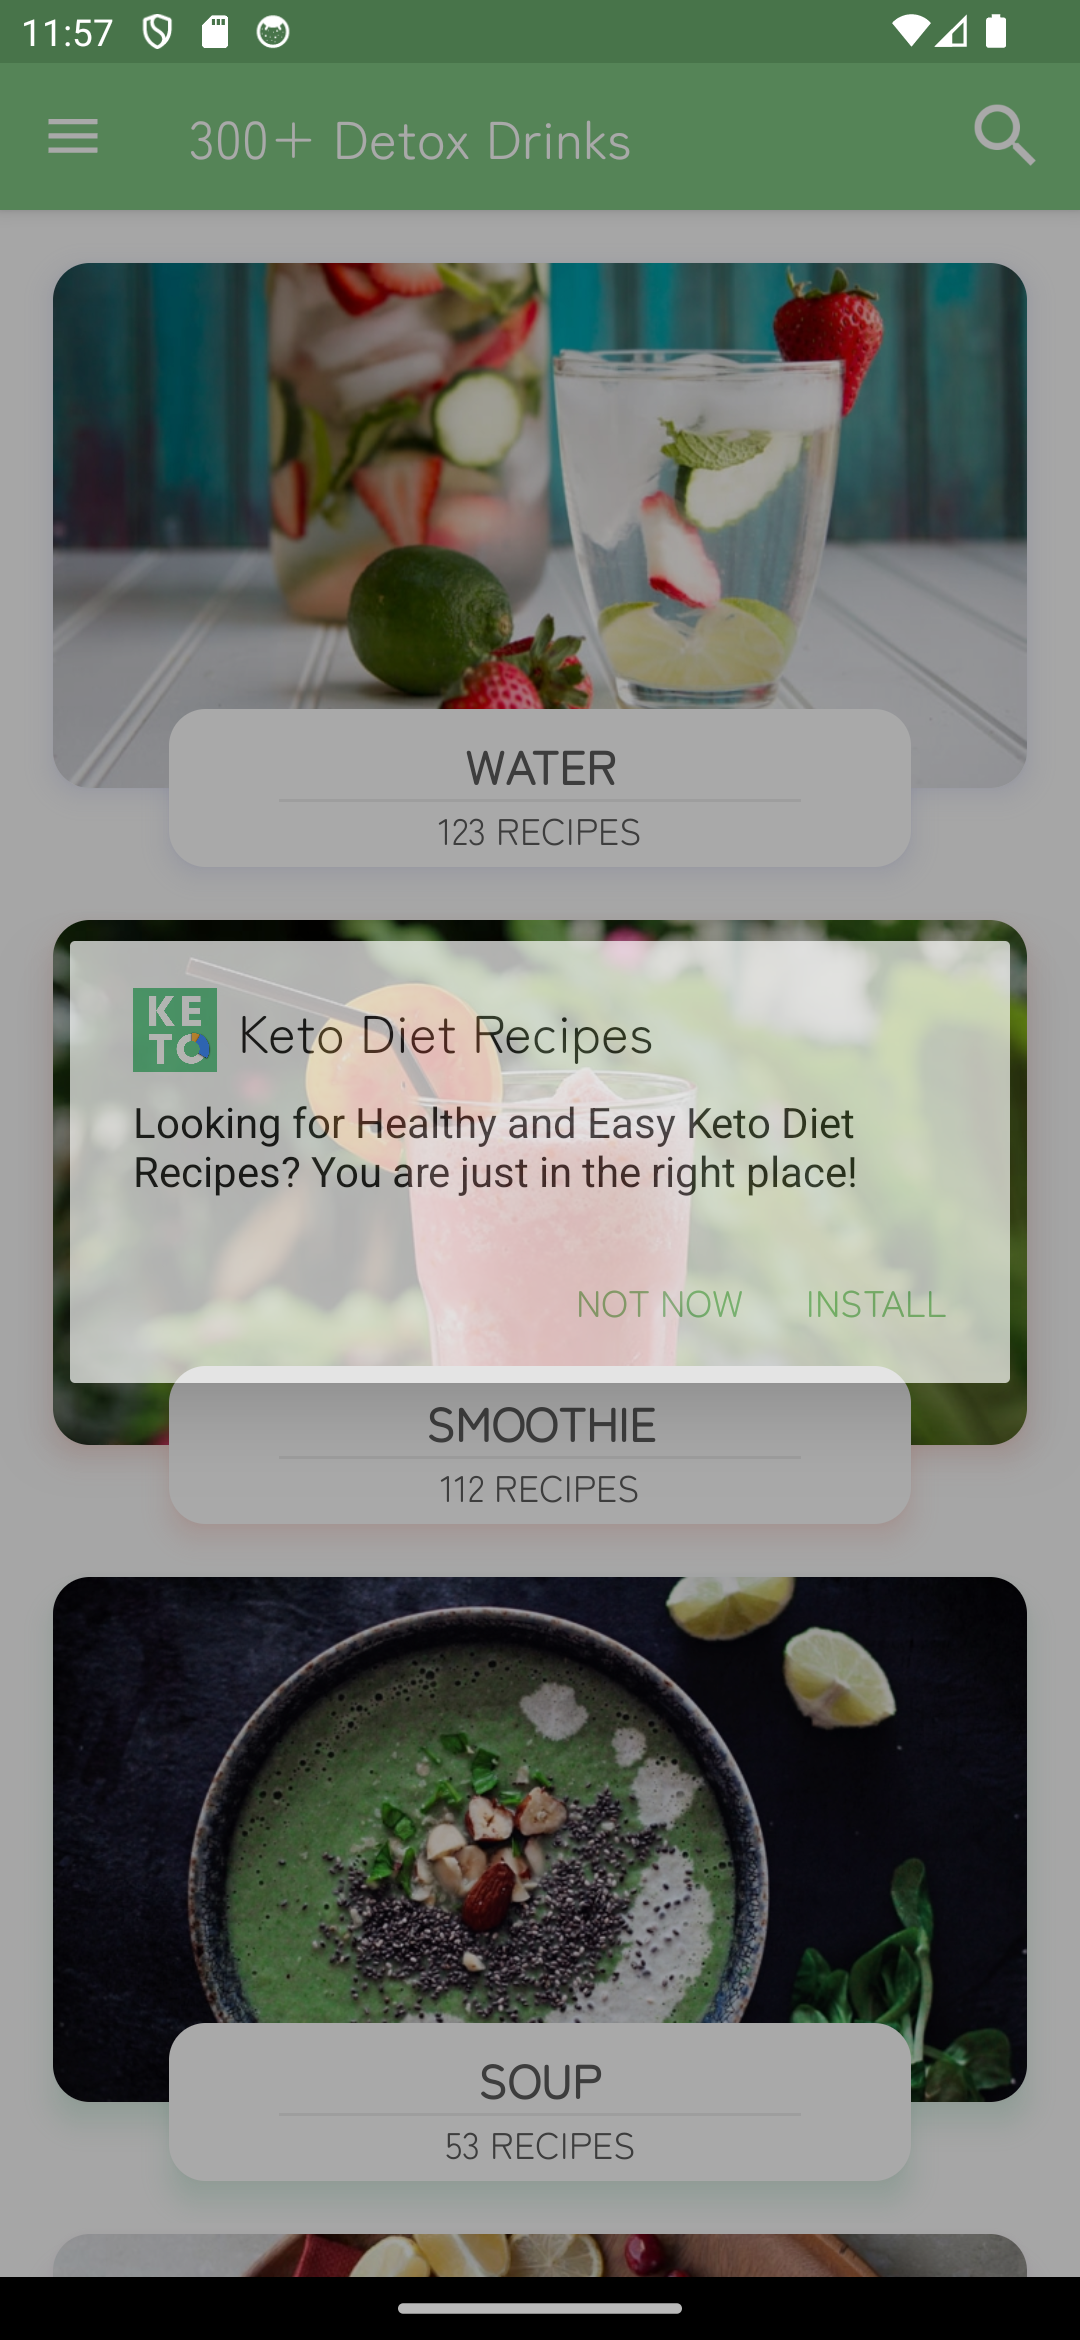 11:57
300+ Detox Drinks
WATER
123 RECIPES
KE
TO
Keto Diet Recipes
Looking for Healthy and Easy Keto Diet
Recipes? You are just in the right place!
NOT NOW INSTALL
SMOOTHIE
112 RECIPES
SOUP
53 RECIPES